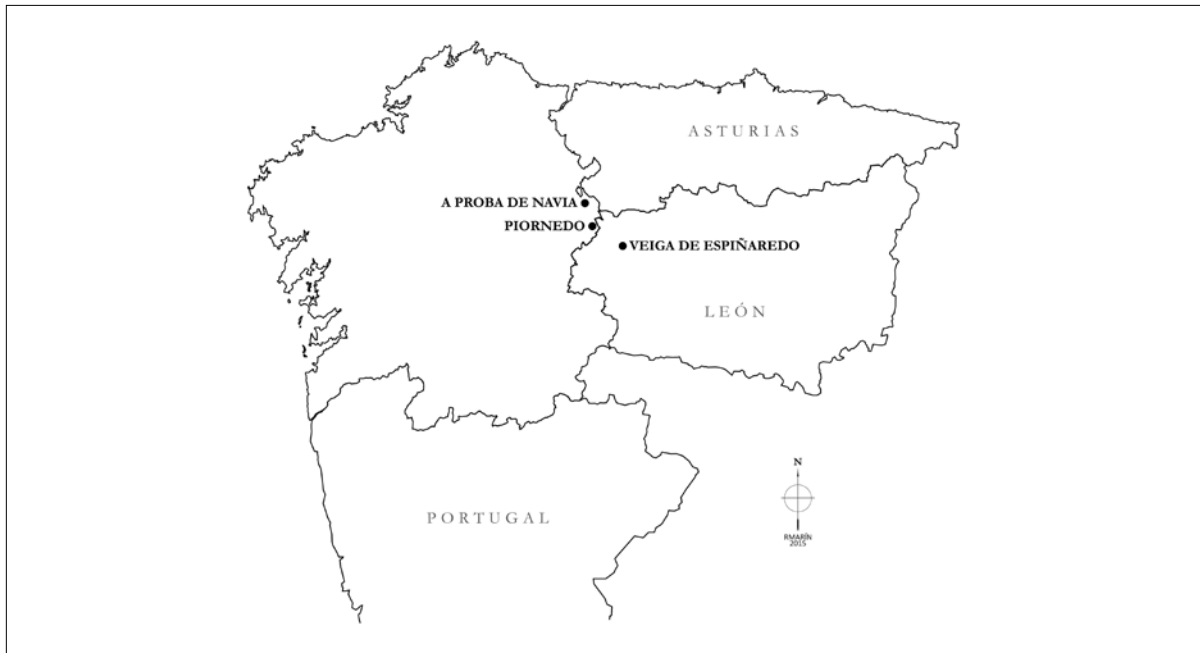 ASTURIAS
A PROBA DE NAVIA
PIORNEDO
VEIGA DE ESPIÑAREDO
LEÓN
N
RMARÍN
2015
PORTUGAL